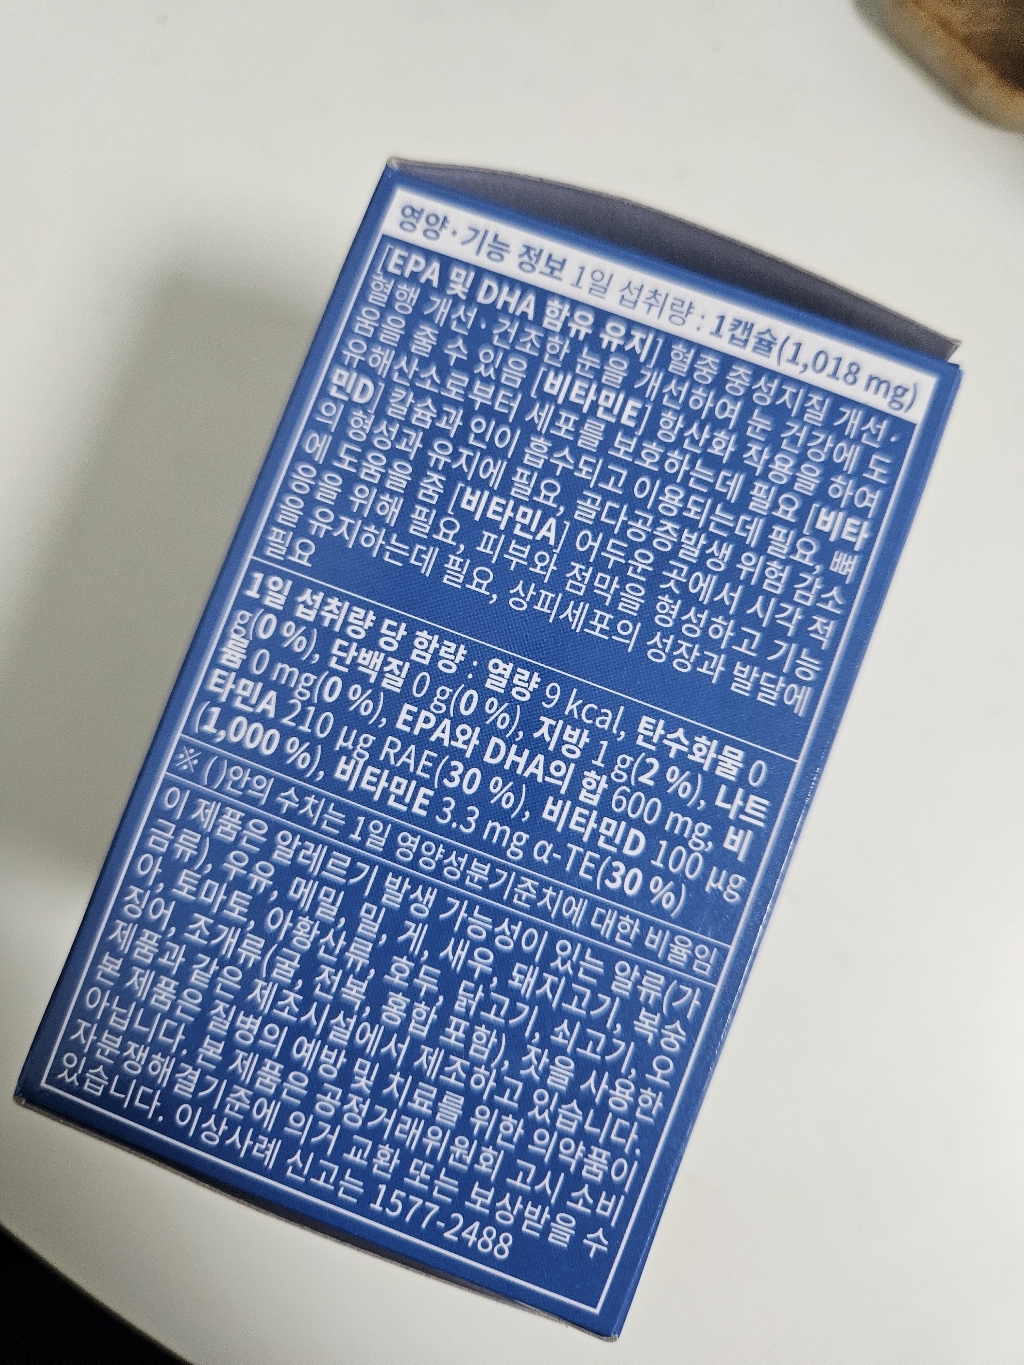 영양·기능 정보 1일 섭취량 : 1캡슐(1,018 mg)
[EPA 및 DHA 함유 유지] 혈중 중성지질 개선·
혈행 개선·건조한 눈을 개선하여 눈 건강에 도
움을 줄 수 있음 [비타민E] 항산화 작용을 하여
유해산소로부터 세포를 보호하는데 필요 [비타
민D] 칼슘과 인이 흡수되고 이용되는데 필요, 뼈
의 형성과 유지에 필요, 골다공증발생 위험 감소
에 도움을 줌 [비타민A] 어두운 곳에서 시각 적
응을 위해 필요, 피부와 점막을 형성하고 기능
을 유지하는데 필요, 상피세포의 성장과 발달에
필요
1일 섭취량 당 함량 : 열량 9 kcal, 탄수화물 0
g(0 %), 단백질 0 g(0 %), 지방 1 g(2 %), 나트
륨 0 mg(0 %), EPA와 DHA의 합 600 mg, 비
타민A 210 µg RAE(30 %), 비타민D 100 µg
(1,000 %), 비타민E 3.3 mg α-TE(30 %)
※ ( )안의 수치는 1일 영양성분기준치에 대한 비율임
이 제품은 알레르기 발생 가능성이 있는 알류(가
금류), 우유, 메밀, 밀, 게, 새우, 돼지고기, 복숭
아, 토마토, 아황산류, 호두, 닭고기, 쇠고기, 오
징어, 조개류(굴, 전복, 홍합 포함), 잣을 사용한
제품과 같은 제조시설에서 제조하고 있습니다.
본 제품은 질병의 예방 및 치료를 위한 의약품이
아닙니다. 본 제품은 공정거래위원회 고시 소비
자분쟁해결기준에 의거 교환 또는 보상받을 수
있습니다. 이상사례 신고는 1577-2488